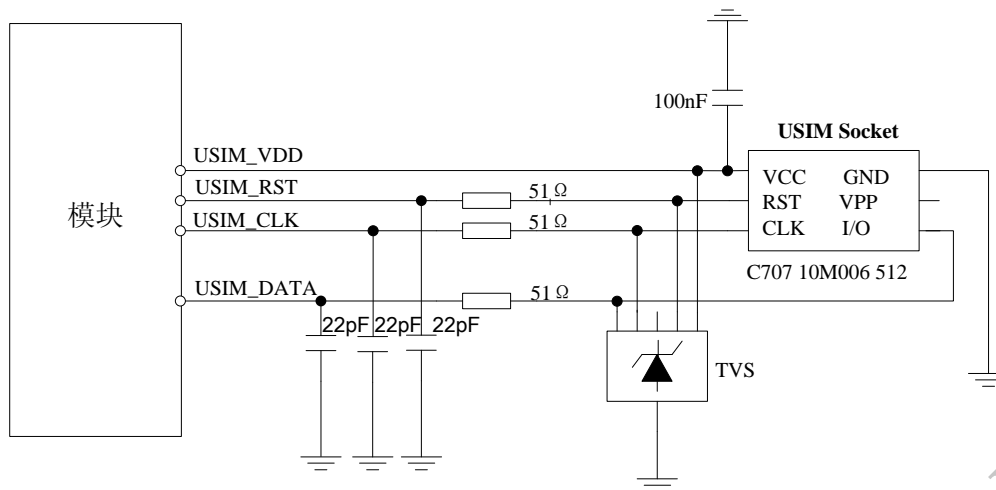 100nF
USIM Socket
USIM_VDD
VCC GND
USIM_RST
51Ω
RST VPP
模块
USIM_CLK
51Ω
CLK I/O
C707 10M006 512
USIM_DATA
51Ω
22pF 22pF 22pF
TVS